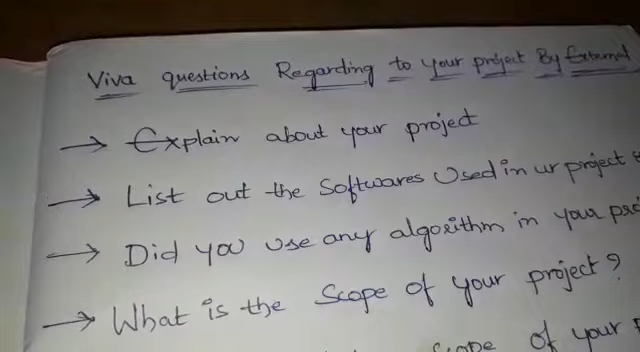 Viva questions Regarding to your project By External
→ Explain about your project
→ List out the Softwares Used in ur project
→ Did you use any algorithm in your
→ What is the Scope of your project?
Scope of your